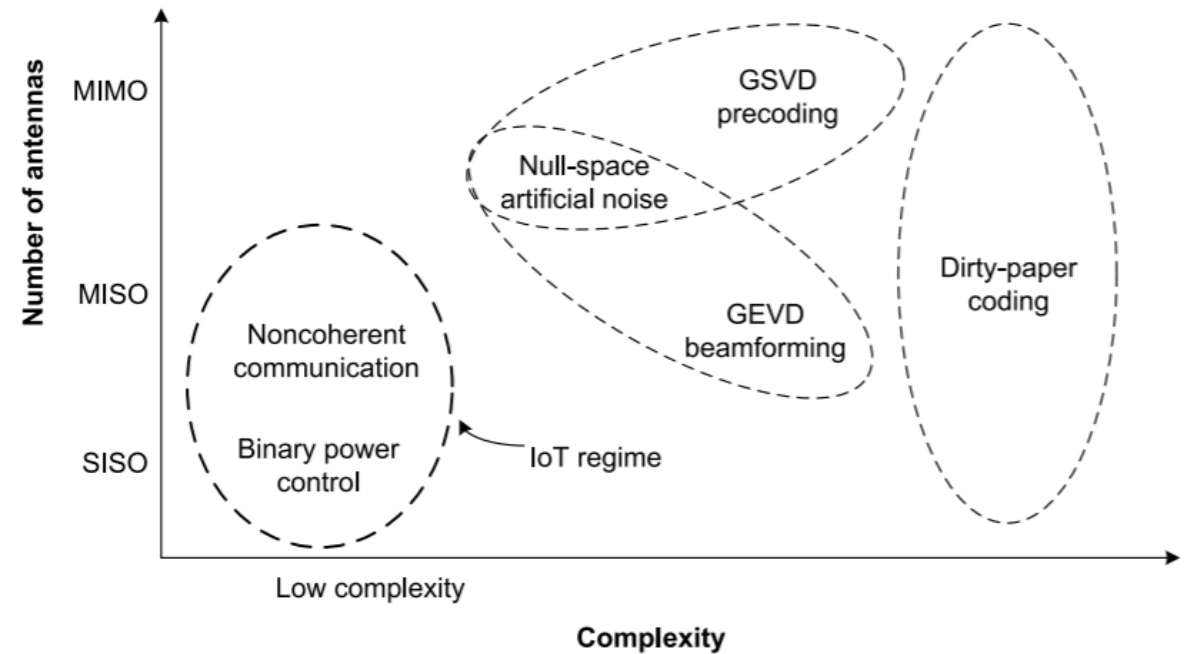 Number of antennas
MIMO
MISO
SISO
GSVD
precoding
Null-space
artificial noise
Dirty-paper
coding
GEVD
beamforming
Noncoherent
communication
Binary power
control
IoT regime
Low complexity
Complexity